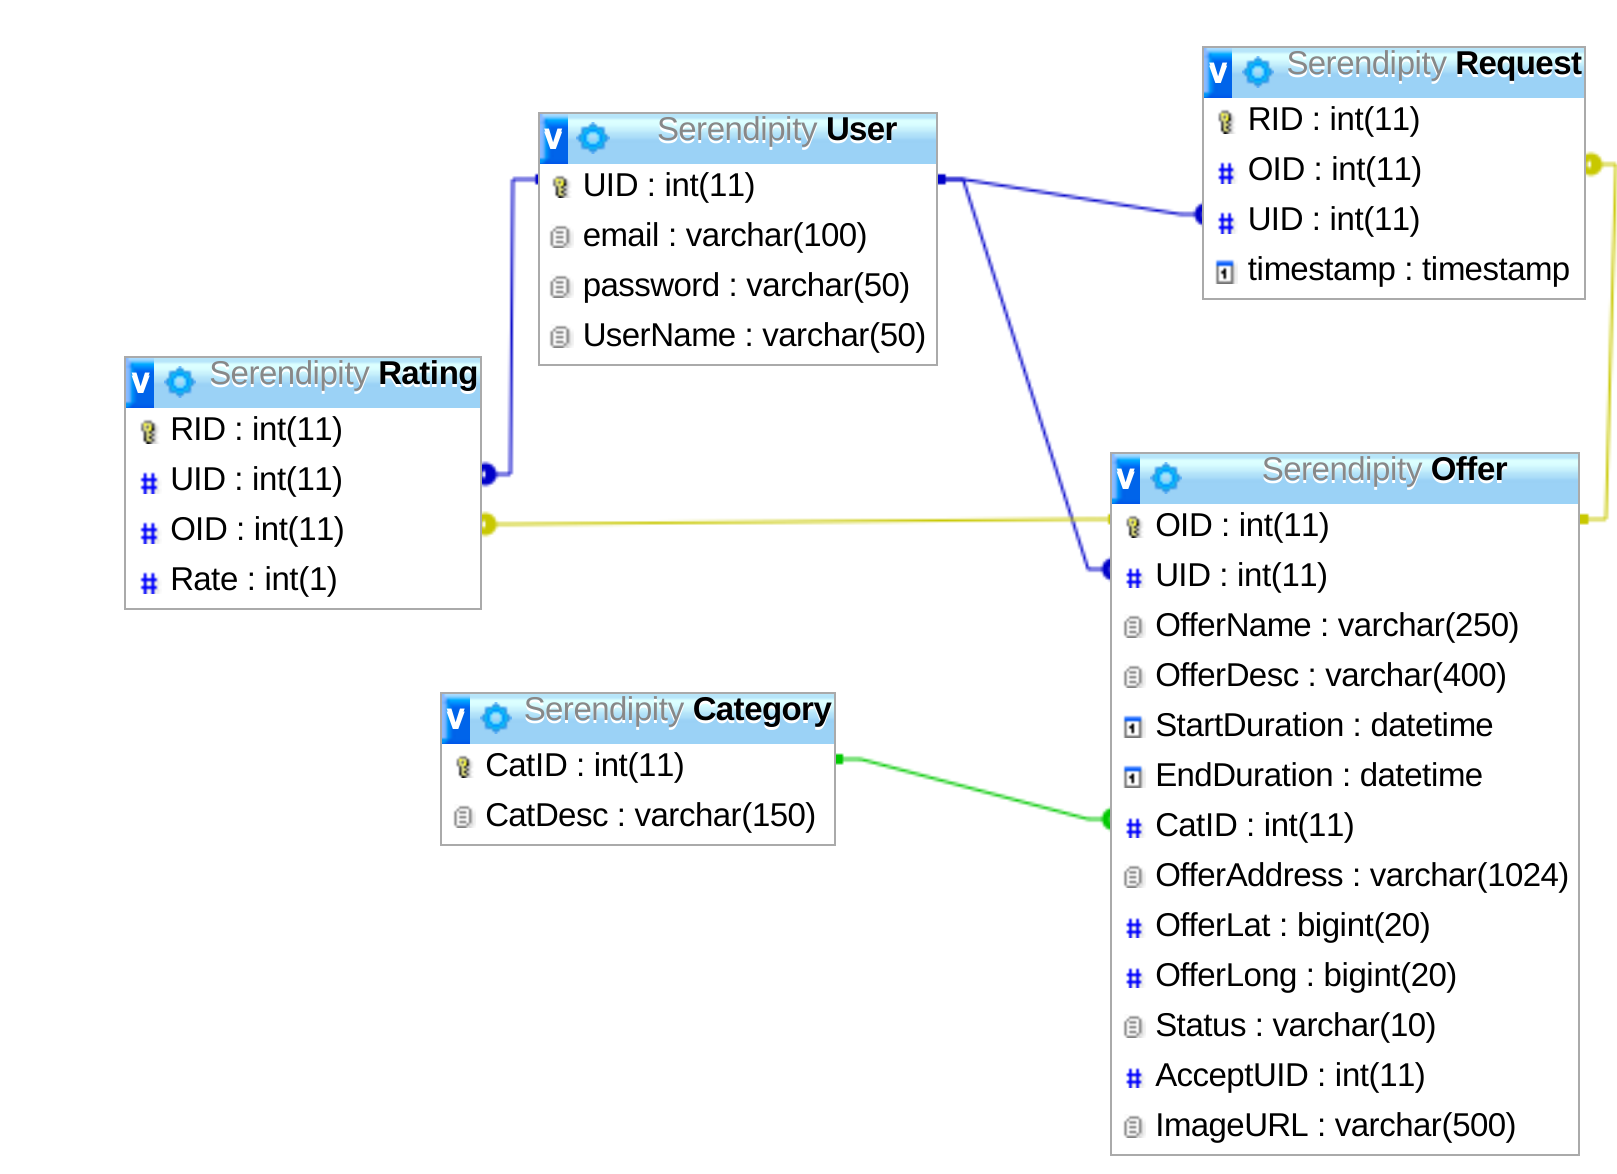 v Serendipity User
UID : int(11)
email : varchar(100)
password : varchar(50)
UserName : varchar(50)
v Serendipity Request
RID : int(11)
OID : int(11)
UID : int(11)
timestamp : timestamp
v Serendipity Rating
RID : int(11)
UID : int(11)
OID : int(11)
Rate : int(1)
v Serendipity Offer
OID : int(11)
UID : int(11)
OfferName : varchar(250)
OfferDesc : varchar(400)
StartDuration : datetime
EndDuration : datetime
CatID : int(11)
OfferAddress : varchar(1024)
OfferLat : bigint(20)
OfferLong : bigint(20)
Status : varchar(10)
AcceptUID : int(11)
ImageURL : varchar(500)
v Serendipity Category
CatID : int(11)
CatDesc : varchar(150)